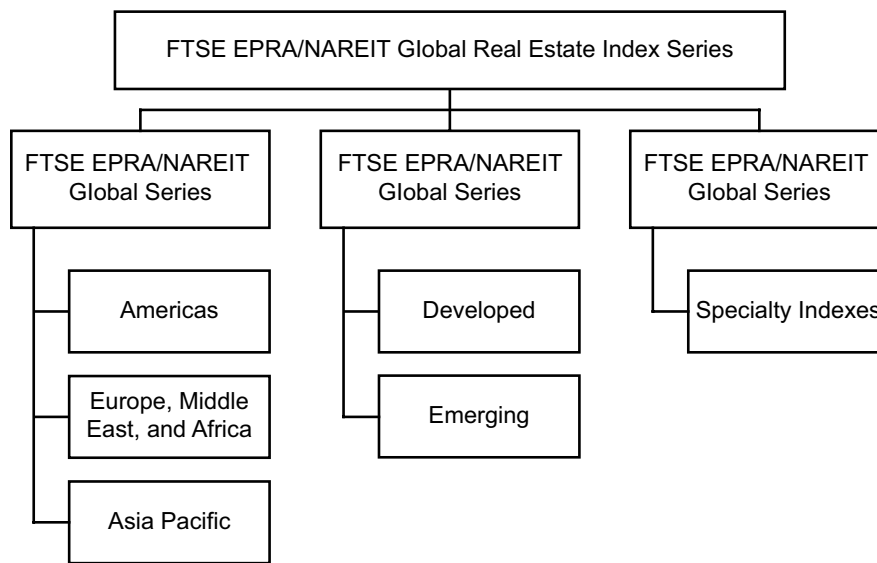 FTSE EPRA/NAREIT Global Real Estate Index Series
FTSE EPRA/NAREIT
Global Series
Americas
Europe, Middle
East, and Africa
Asia Pacific
FTSE EPRA/NAREIT
Global Series
Developed
Emerging
FTSE EPRA/NAREIT
Global Series
Specialty Indexes